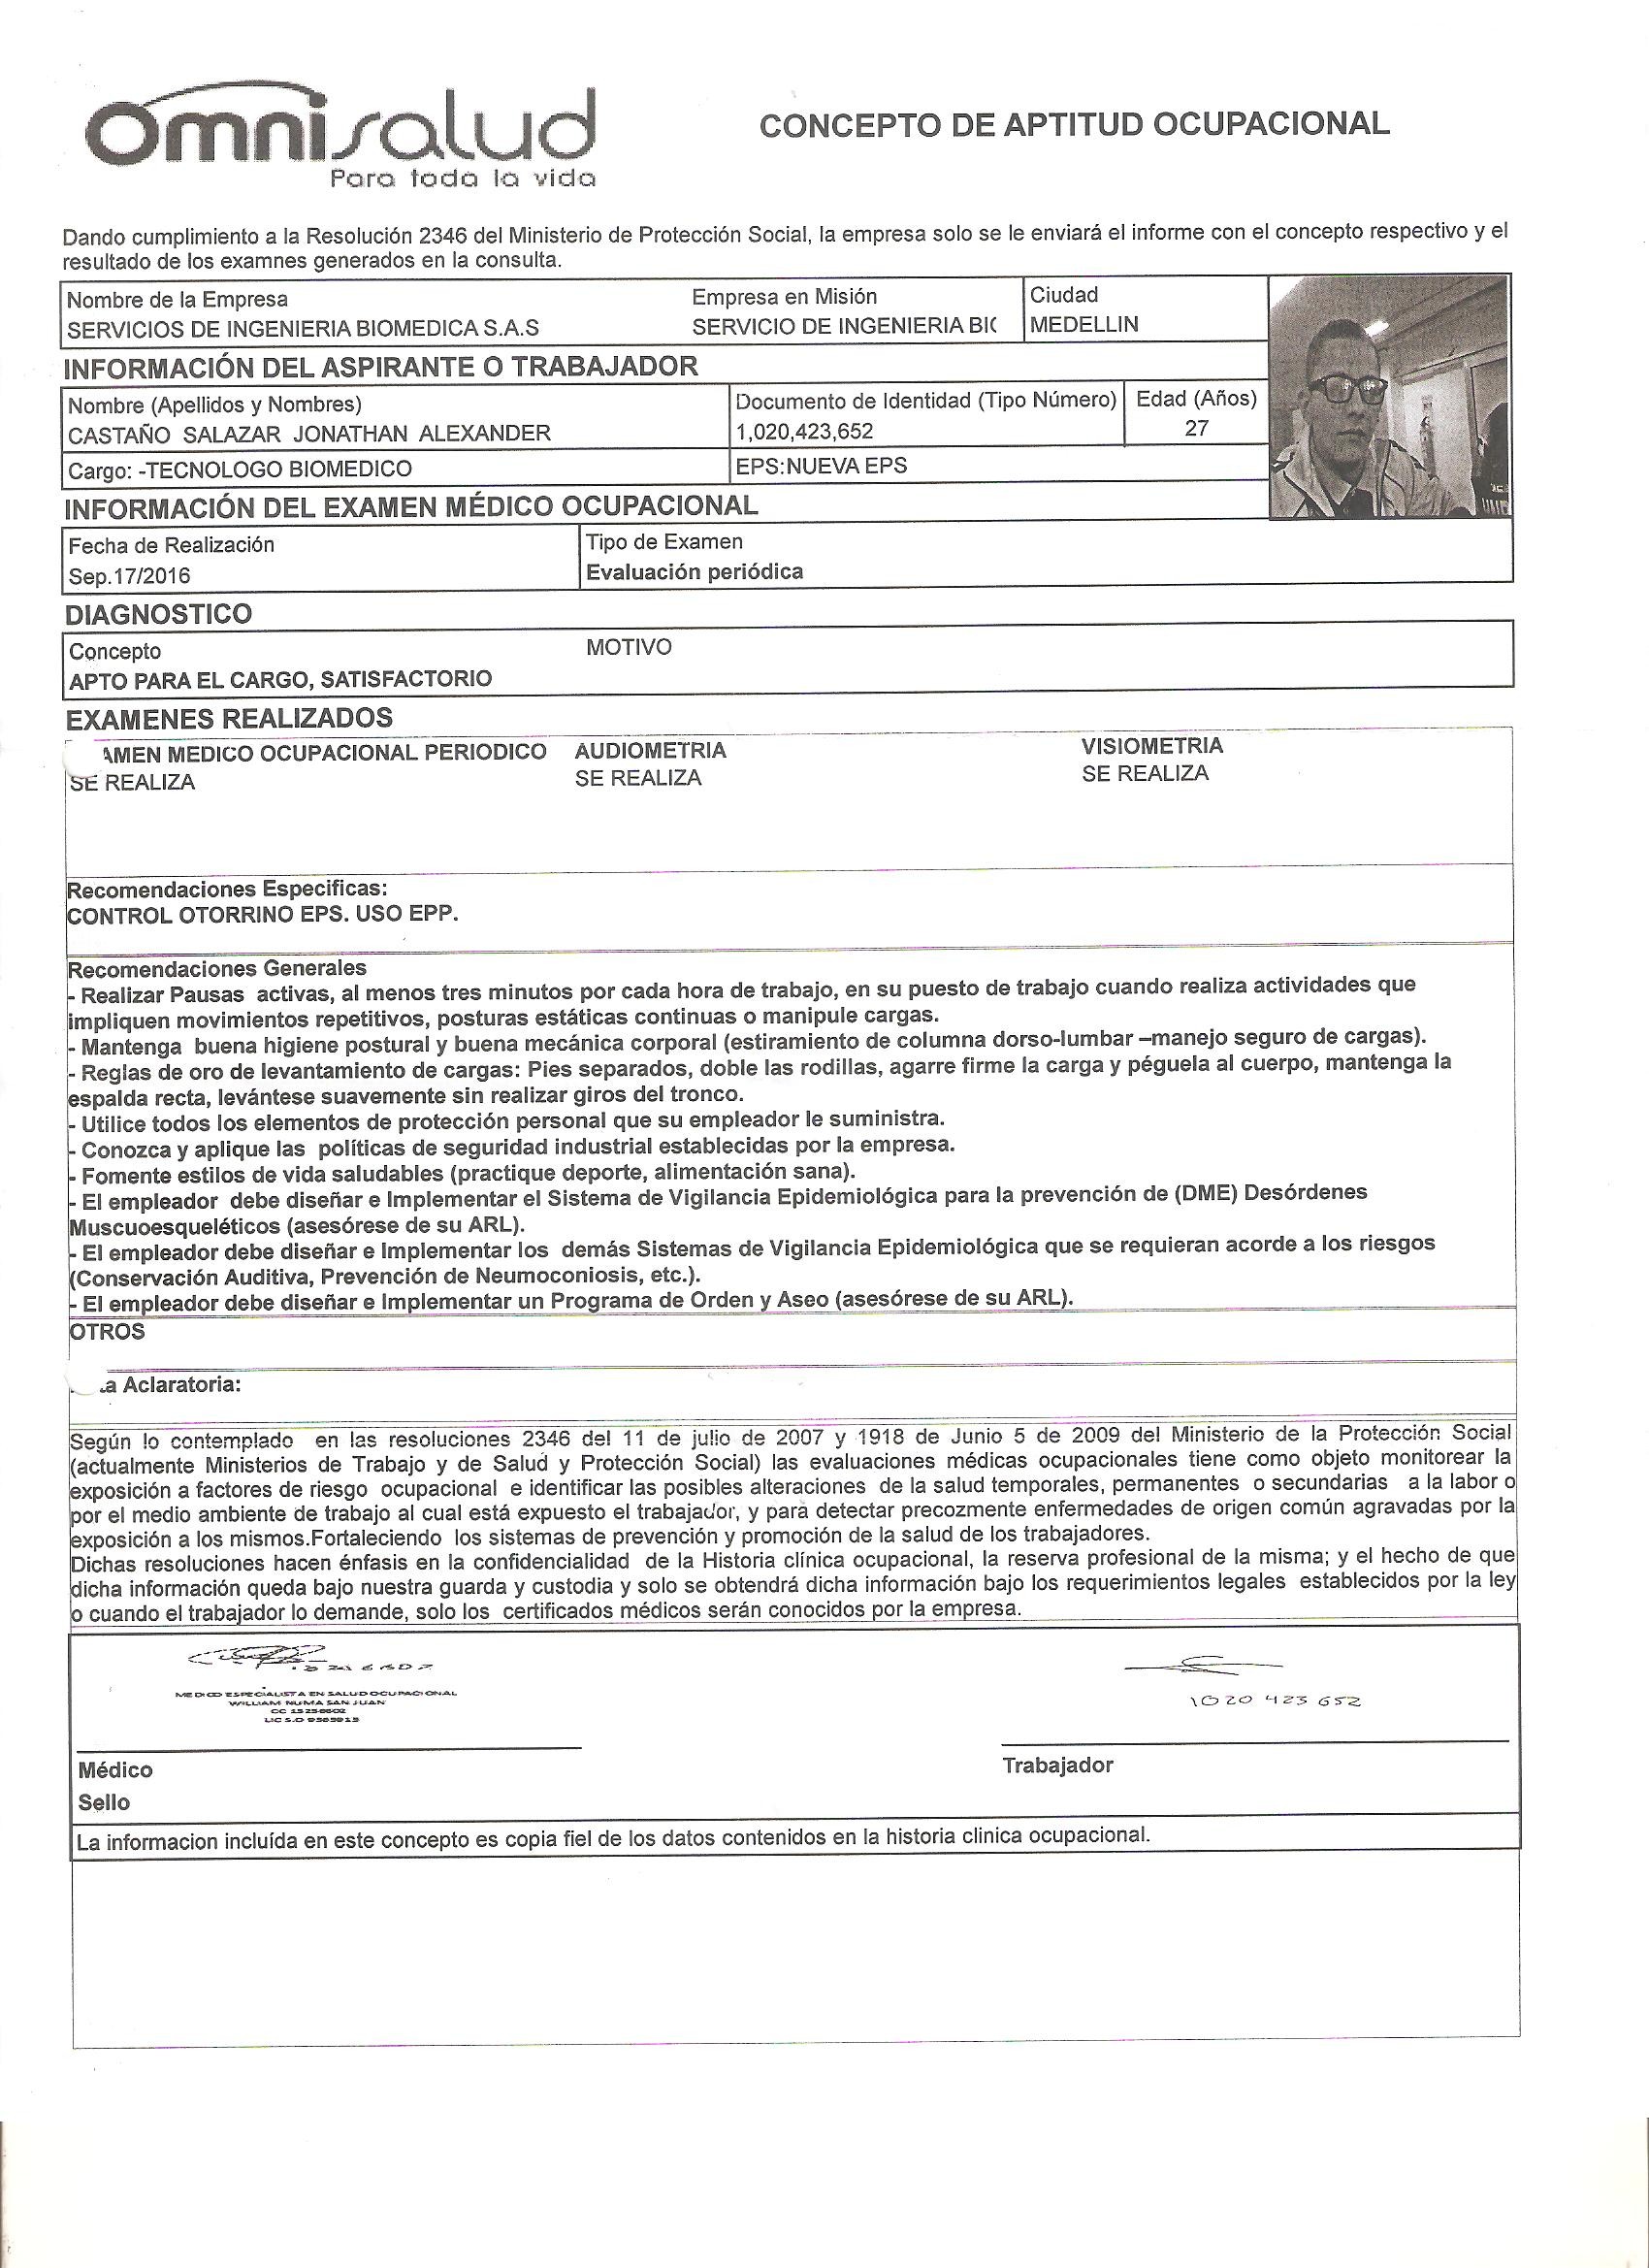 omnisalud
Para toda la vida
CONCEPTO DE APTITUD OCUPACIONAL
Dando cumplimiento a la Resolución 2346 del Ministerio de Protección Social, la empresa solo se le enviará el informe con el concepto respectivo y el
resultado de los examnes generados en la consulta.
Nombre de la Empresa Empresa en Misión Ciudad
SERVICIOS DE INGENIERIA BIOMEDICA S.A.S SERVICIO DE INGENIERIA BIC MEDELLIN
INFORMACIÓN DEL ASPIRANTE O TRABAJADOR
Nombre (Apellidos y Nombres) Documento de Identidad (Tipo Número) Edad (Años)
CASTAÑO SALAZAR JONATHAN ALEXANDER 1,020,423,652 27
Cargo: -TECNOLOGO BIOMEDICO EPS:NUEVA EPS
INFORMACIÓN DEL EXAMEN MÉDICO OCUPACIONAL
Fecha de Realización Tipo de Examen
Sep.17/2016 Evaluación periódica
DIAGNOSTICO
Concepto MOTIVO
APTO PARA EL CARGO, SATISFACTORIO
EXAMENES REALIZADOS
AMEN MEDICO OCUPACIONAL PERIODICO AUDIOMETRIA VISIOMETRIA
SE REALIZA SE REALIZA SE REALIZA
Recomendaciones Especificas:
CONTROL OTORRINO EPS. USO EPP.
Recomendaciones Generales
- Realizar Pausas activas, al menos tres minutos por cada hora de trabajo, en su puesto de trabajo cuando realiza actividades que
impliquen movimientos repetitivos, posturas estáticas continuas o manipule cargas.
- Mantenga buena higiene postural y buena mecánica corporal (estiramiento de columna dorso-lumbar –manejo seguro de cargas).
- Reglas de oro de levantamiento de cargas: Pies separados, doble las rodillas, agarre firme la carga y péguela al cuerpo, mantenga la
espalda recta, levántese suavemente sin realizar giros del tronco.
- Utilice todos los elementos de protección personal que su empleador le suministra.
- Conozca y aplique las políticas de seguridad industrial establecidas por la empresa.
- Fomente estilos de vida saludables (practique deporte, alimentación sana).
- El empleador debe diseñar e Implementar el Sistema de Vigilancia Epidemiológica para la prevención de (DME) Desórdenes
Muscuoesqueléticos (asesórese de su ARL).
- El empleador debe diseñar e Implementar los demás Sistemas de Vigilancia Epidemiológica que se requieran acorde a los riesgos
(Conservación Auditiva, Prevención de Neumoconiosis, etc.).
- El empleador debe diseñar e Implementar un Programa de Orden y Aseo (asesórese de su ARL).
OTROS
a Aclaratoria:
Según lo contemplado en las resoluciones 2346 del 11 de julio de 2007 y 1918 de Junio 5 de 2009 del Ministerio de la Protección Social
(actualmente Ministerios de Trabajo y de Salud y Protección Social) las evaluaciones médicas ocupacionales tiene como objeto monitorear la
exposición a factores de riesgo ocupacional e identificar las posibles alteraciones de la salud temporales, permanentes o secundarias a la labor o
por el medio ambiente de trabajo al cual está expuesto el trabajador, y para detectar precozmente enfermedades de origen común agravadas por la
exposición a los mismos.Fortaleciendo los sistemas de prevención y promoción de la salud de los trabajadores.
Dichas resoluciones hacen énfasis en la confidencialidad de la Historia clínica ocupacional, la reserva profesional de la misma; y el hecho de que
dicha información queda bajo nuestra guarda y custodia y solo se obtendrá dicha información bajo los requerimientos legales establecidos por la ley
o cuando el trabajador lo demande, solo los certificados médicos serán conocidos por la empresa.
MEDICO ESPECIALISTA EN SALUD OCUPACIONAL
WILLIAM NUMA SAN JUAN
1020 423 652
Médico Trabajador
Sello
La informacion incluída en este concepto es copia fiel de los datos contenidos en la historia clinica ocupacional.